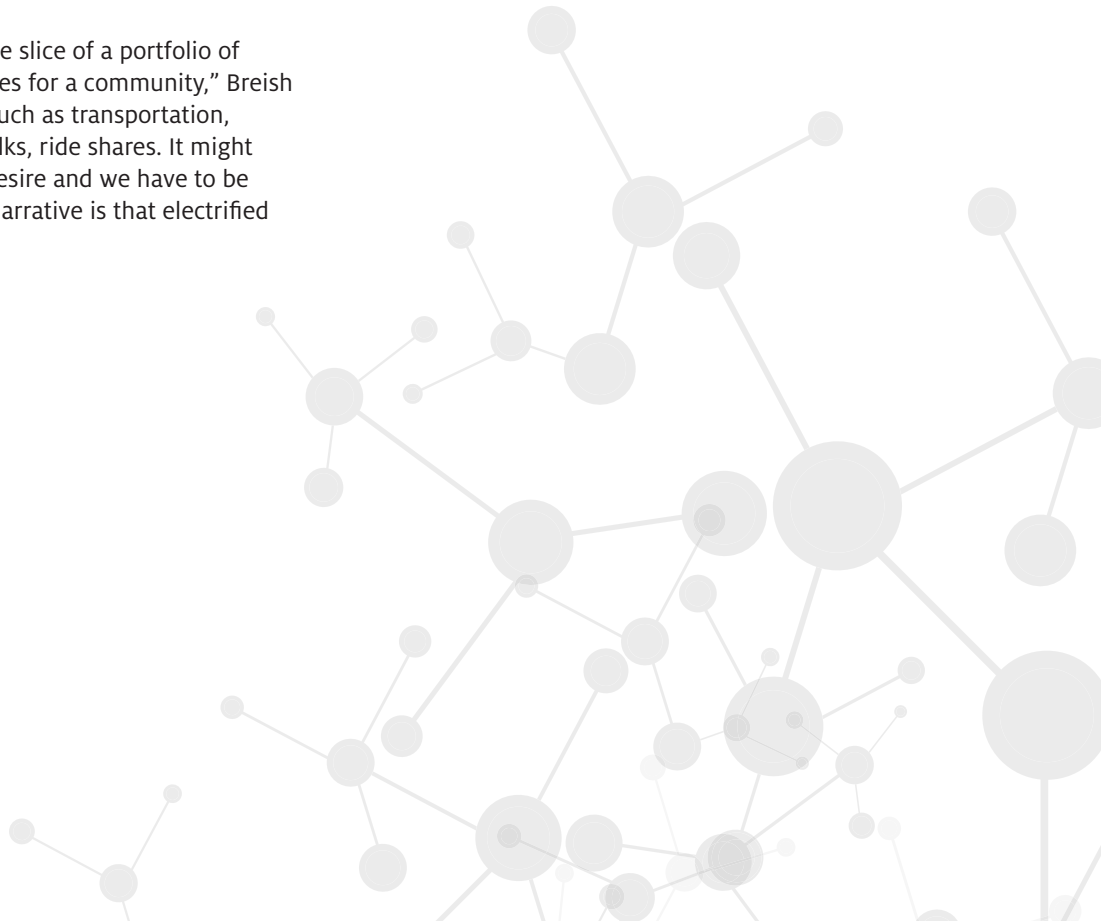 e slice of a portfolio of
es for a community,” Breish
uch as transportation,
lks, ride shares. It might
esire and we have to be
arrative is that electrified